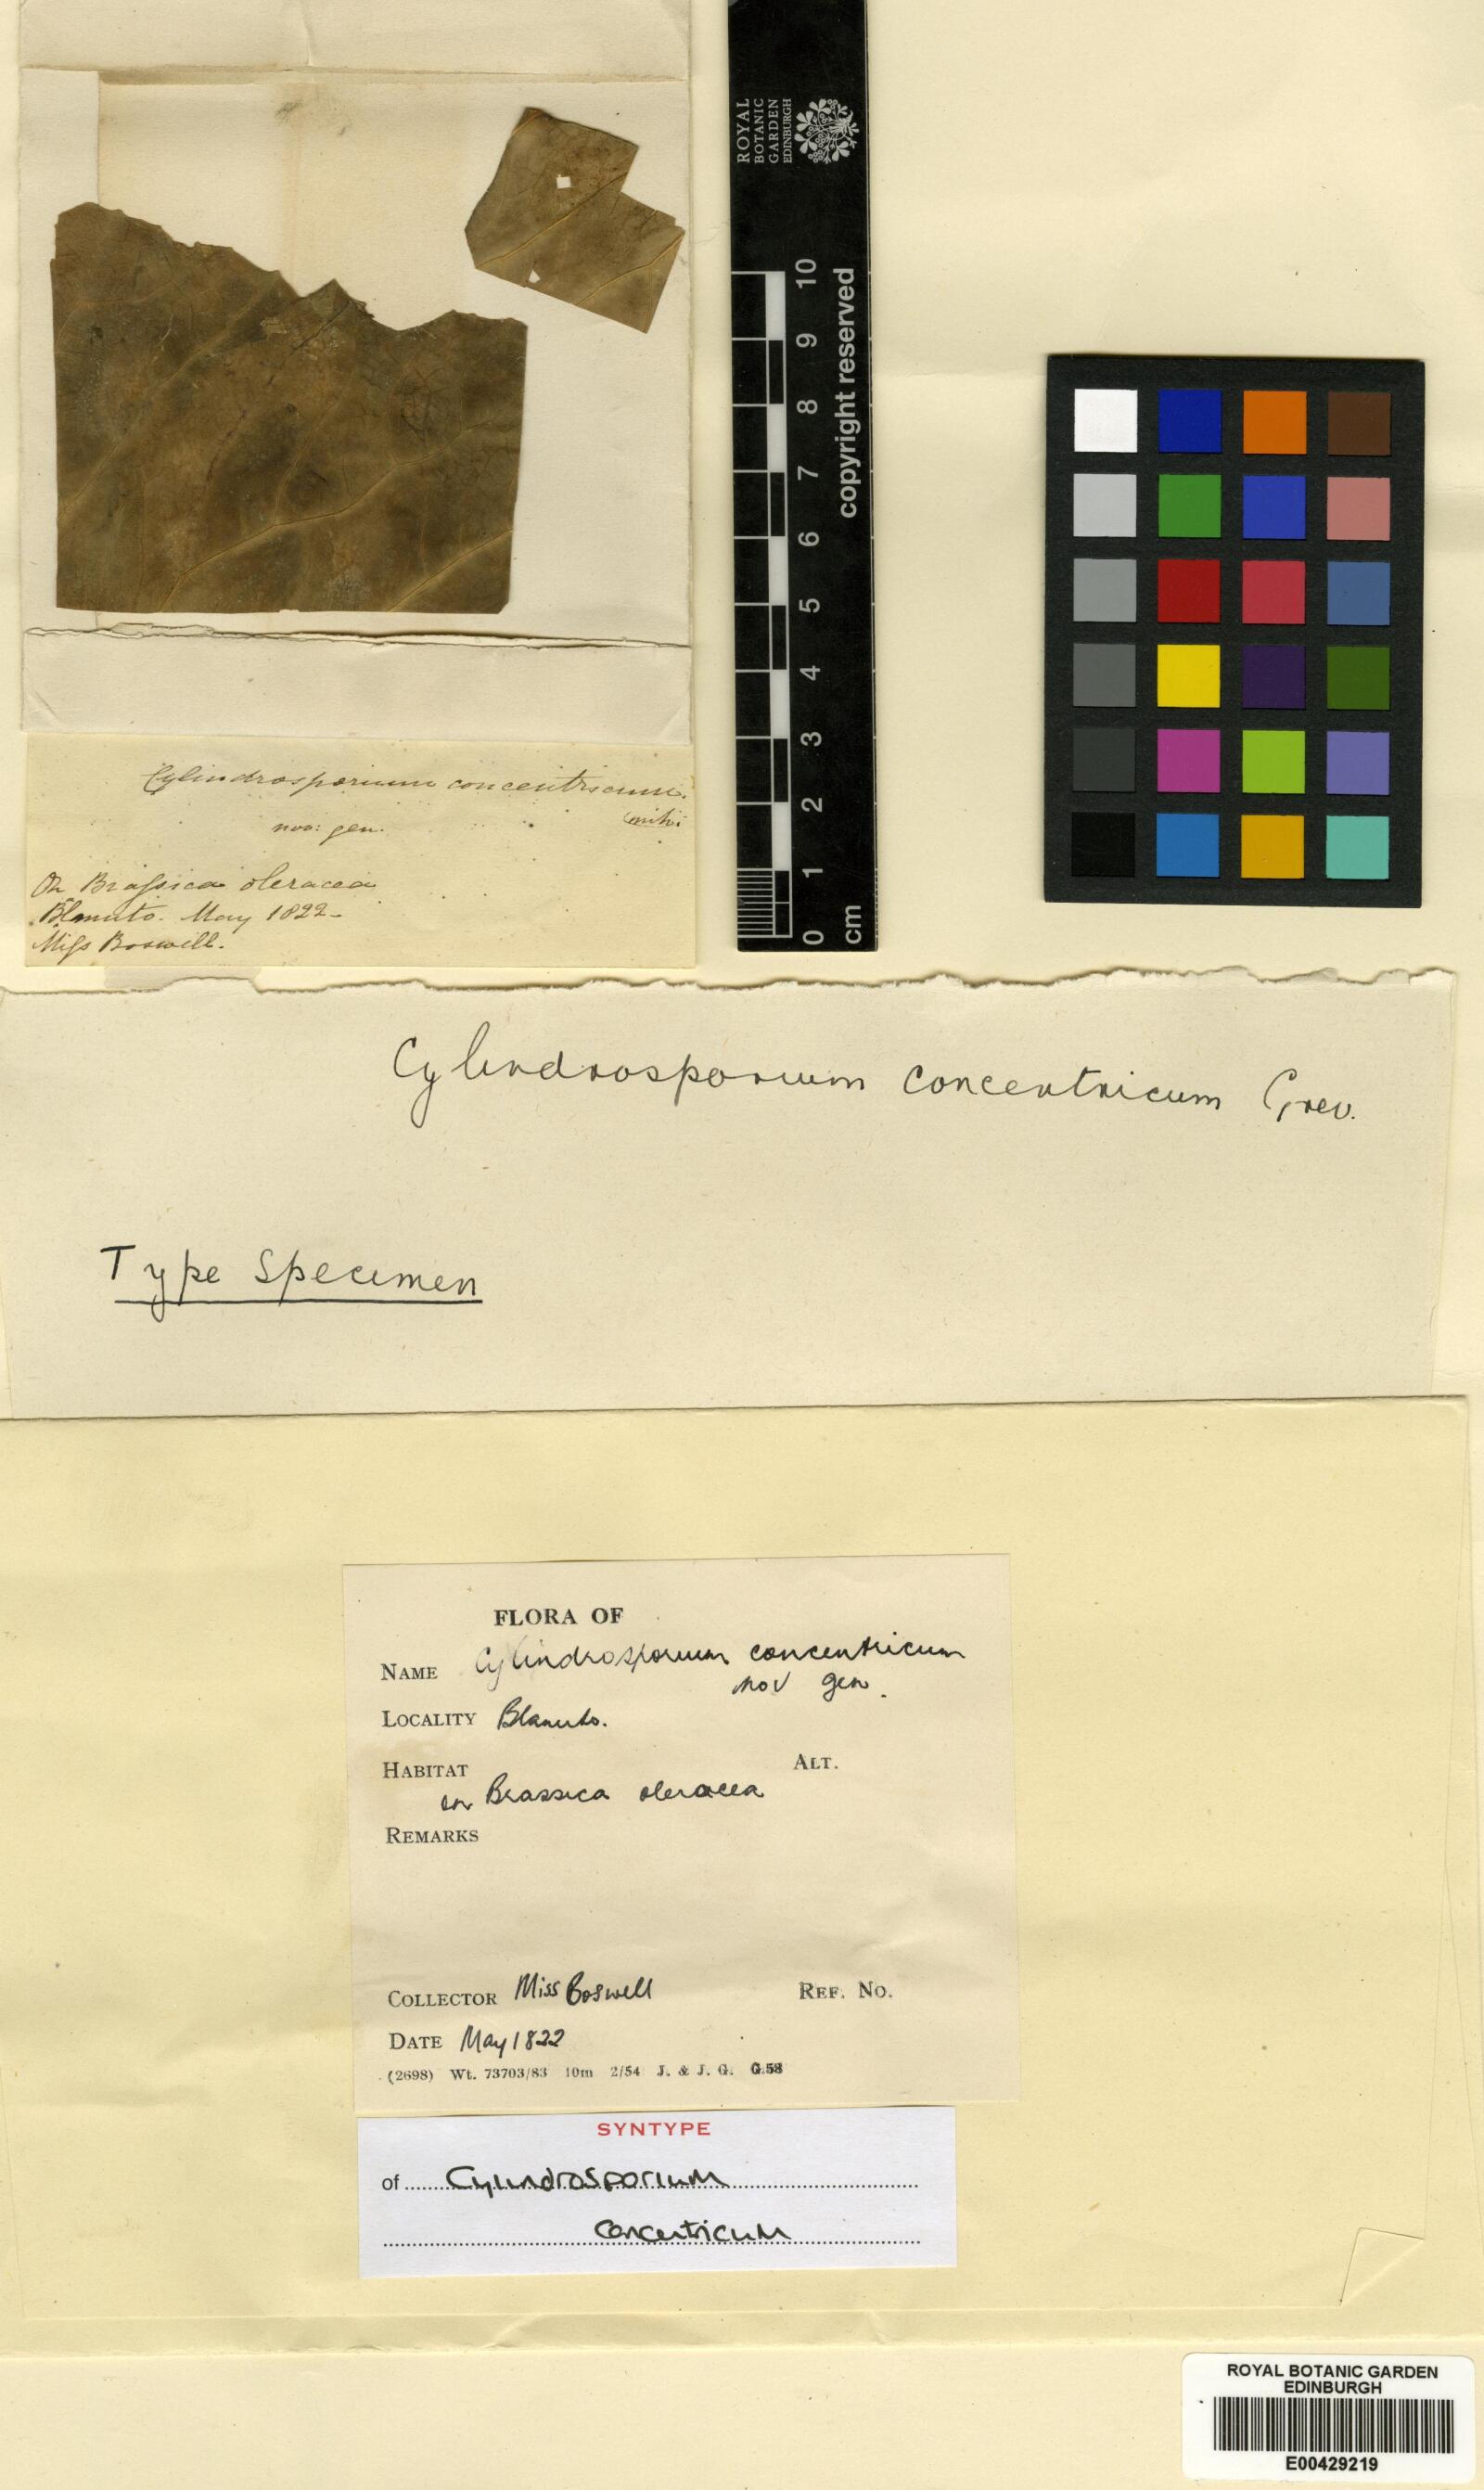 ROYAL
BOTANIC
GARDEN
EDINBURGH
10
9
8
7
6
5
4
3
2
1
0
cm
copyright reserved
Cylindrosporium concentricum.
nov: gen. mihi
On Brassica oleracea
Balmuto. May 1822-
Miss Boswell.
Cylindrosporium concentricum Grev.
Type Specimen
FLORA OF
NAME Cylindrosporium concentricum
nov gen.
LOCALITY Blanuto.
HABITAT ALT.
on Brassica oleracea
REMARKS
COLLECTOR Miss Boswell REF. NO.
DATE May 1822
(2698) Wt. 73703/83 10m 2/54 J. & J. G. G.58
SYNTYPE
of Cylindrosporium
concentricum
ROYAL BOTANIC GARDEN
EDINBURGH
E00429219